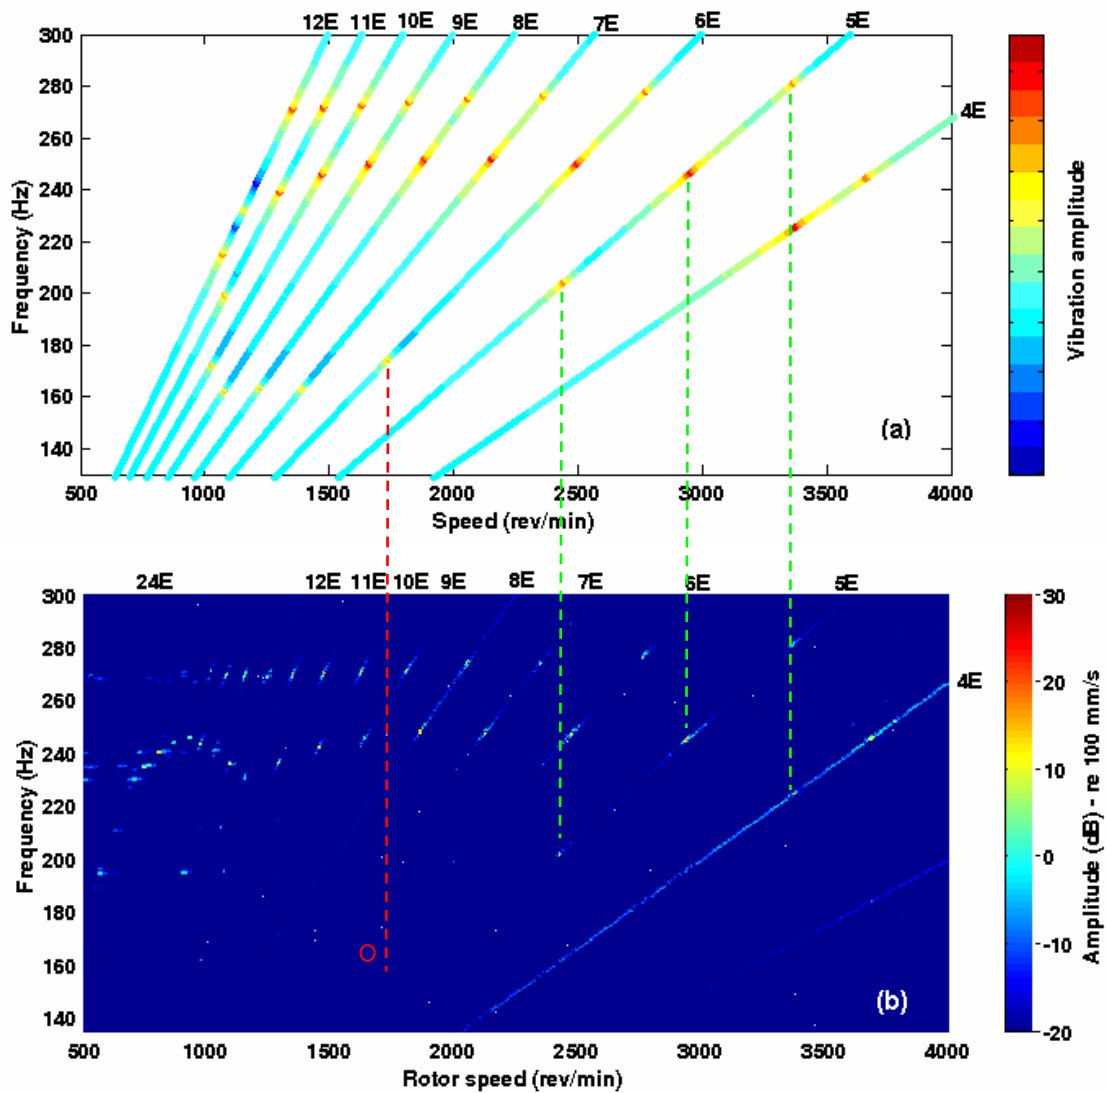 12E 11E 10E 9E 8E 7E 6E 5E
300
280
260
240
220
200
180
160
140
4E
Frequency (Hz)
(a)
500 1000 1500 2000 2500 3000 3500 4000
Speed (rev/min)
Vibration amplitude
24E 12E 11E 10E 9E 8E 7E 6E 5E
300
280
260
240
220
200
180
160
140
4E
Frequency (Hz)
(b)
500 1000 1500 2000 2500 3000 3500 4000
Rotor speed (rev/min)
30
20
10
0
-10
-20
Amplitude (dB) - re 100 mm/s